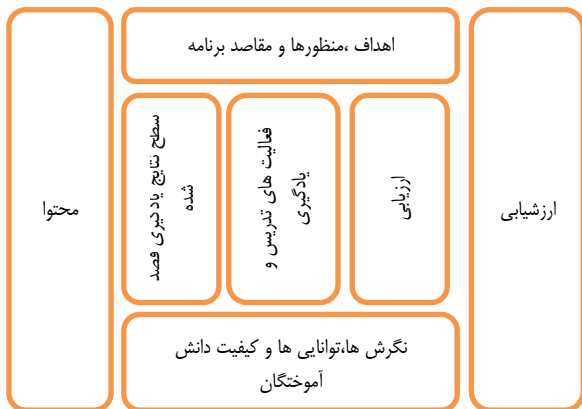 اهداف ،منظورها و مقاصد برنامه
ارزشیابی
ارزیابی
فعالیت های تدریس و
یادگیری
سطح نتایج یادگیری قصد
شده
محتوا
نگرش ها،توانایی ها و کیفیت دانش
آموختگان